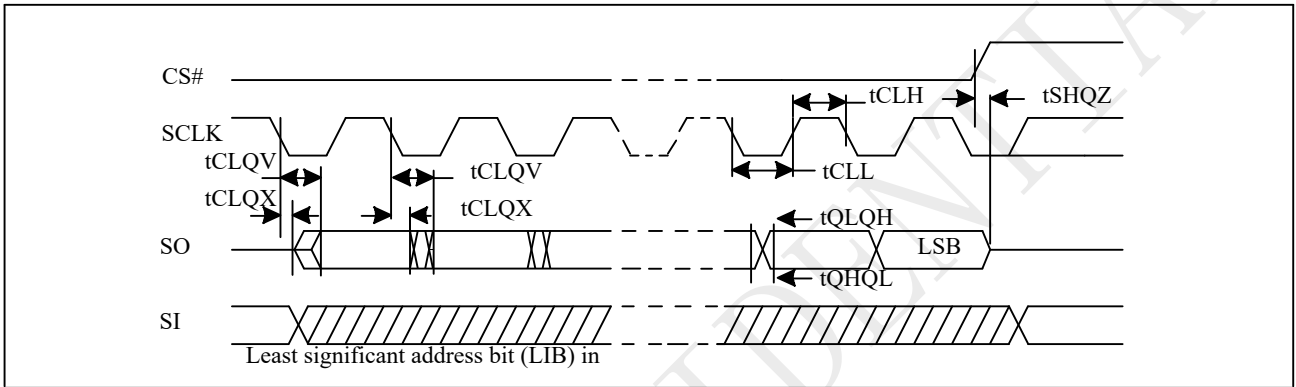 CS#
tCLH
tSHQZ
SCLK
tCLQV
tCLQV
tCLL
tCLQX
tCLQX
tQLQH
SO
LSB
tQHQL
SI
Least significant address bit (LIB) in